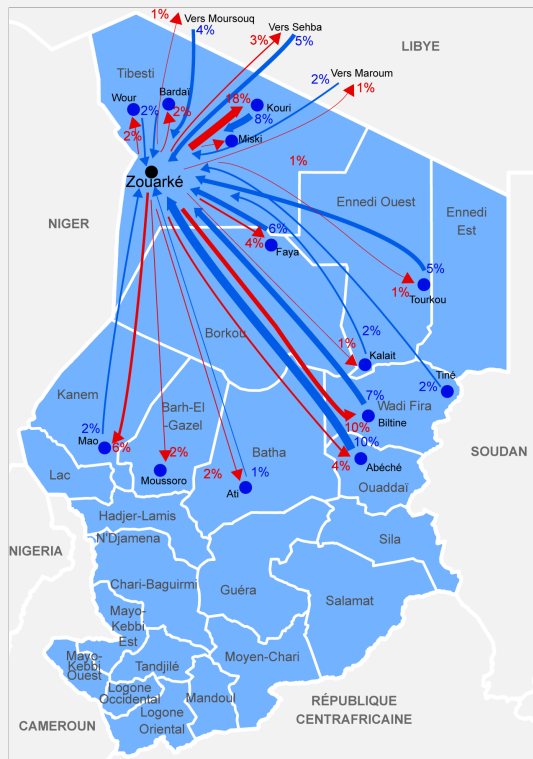 1%
Vers Moursouq
4%
Vers Sehba
3%
5%
LIBYE
Tibesti
Vers Maroum
2%
1%
Bardaï
Wour
2%
2%
2%
18%
Kouri
8%
Miski
1%
Zouarké
Ennedi Ouest
Ennedi
Est
NIGER
6%
4%
Faya
5%
1%
Tourkou
Borkou
2%
1%
Kalait
Tiné
2%
Kanem
Barh-El
-Gazel
7%
Wadi Fira
Biltine
10%
2%
Mao
6%
Batha
10%
4%
Abéché
SOUDAN
Lac
2%
Moussoro
2%
1%
Ati
Ouaddaï
Hadjer-Lamis
N'Djamena
NIGERIA
Sila
Chari-Baguirmi
Guéra
Salamat
Mayo-
Kebbi
Est
Mayo-
Kebbi
Ouest
Tandjilé
Moyen-Chari
Logone
Occidental
Mandoul
Logone
Oriental
CAMEROUN
RÉPUBLIQUE
CENTRAFRICAINE